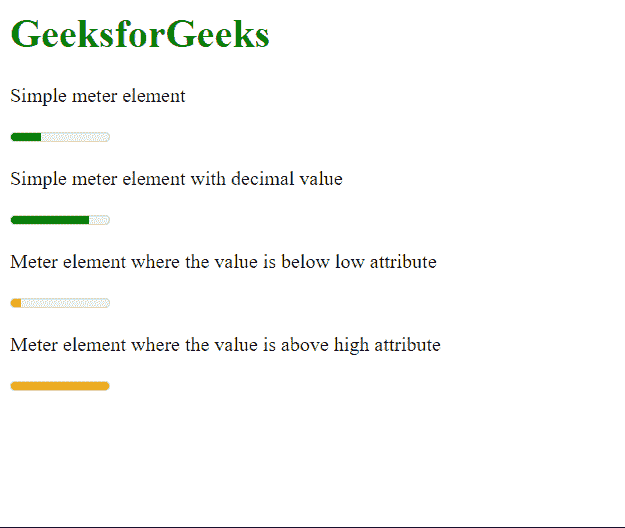 GeeksforGeeks
Simple meter element
Simple meter element with decimal value
Meter element where the value is below low attribute
Meter element where the value is above high attribute